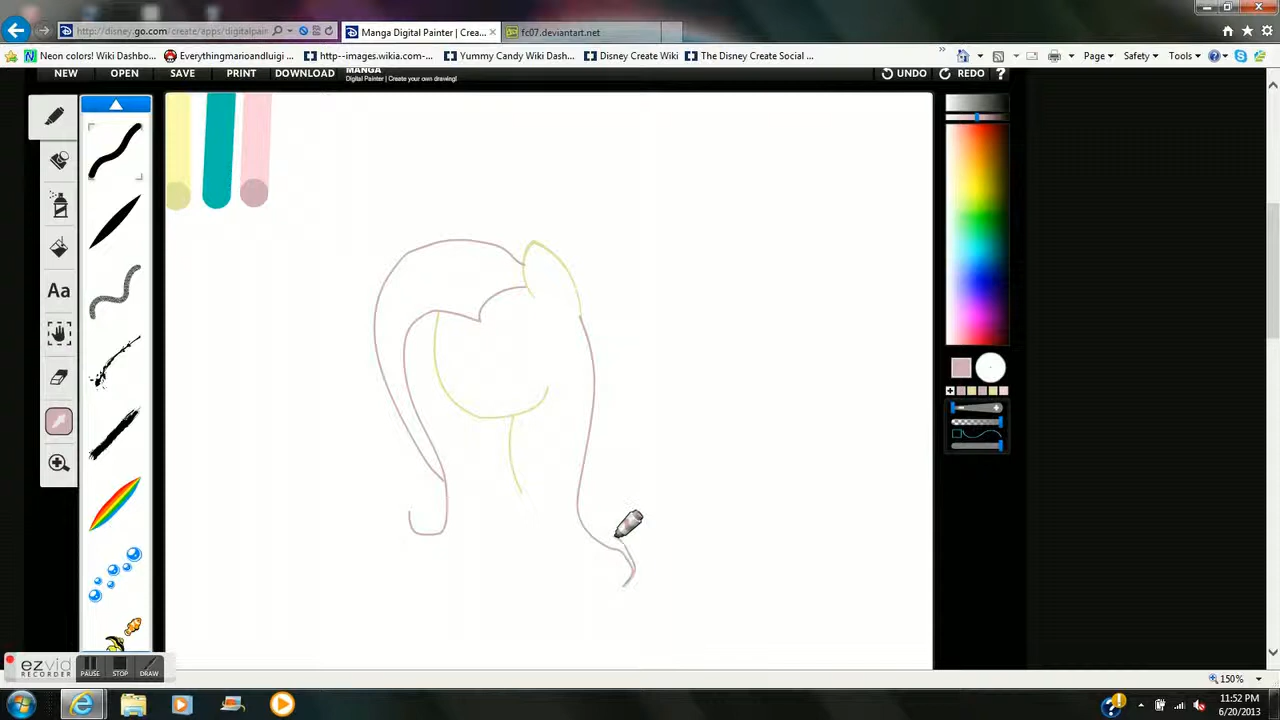 http://disney.go.com/create/apps/digitalpain
Manga Digital Painter | Crea...
fc07.deviantart.net
Neon colors! Wiki Dashbo...
Everythingmarioandluigi ...
http--images.wikia.com-...
Yummy Candy Wiki Dash...
Disney Create Wiki
The Disney Create Social ...
Page
Safety
Tools
NEW
OPEN
SAVE
PRINT
DOWNLOAD
MANGA
Digital Painter | Create your own drawing!
UNDO
REDO
?
Aa
ezvid
RECORDER
PAUSE
STOP
DRAW
150%
11:52 PM
6/20/2013